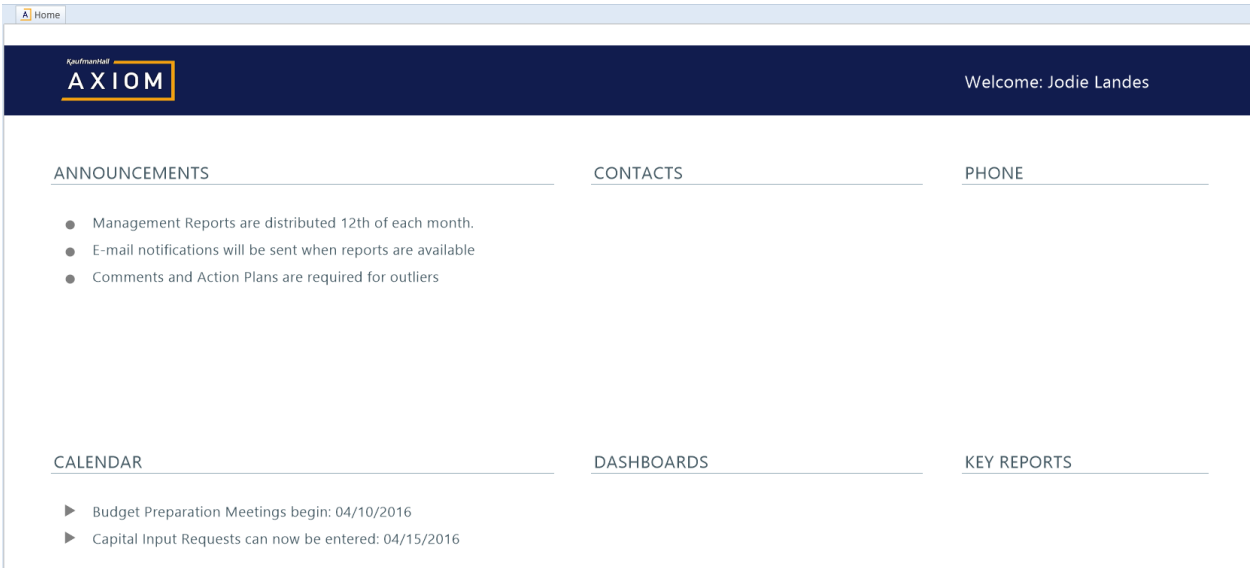 A Home
KaufmanHall
AXIOM
Welcome: Jodie Landes
ANNOUNCEMENTS
CONTACTS
PHONE
Management Reports are distributed 12th of each month.
E-mail notifications will be sent when reports are available
Comments and Action Plans are required for outliers
CALENDAR
DASHBOARDS
KEY REPORTS
Budget Preparation Meetings begin: 04/10/2016
Capital Input Requests can now be entered: 04/15/2016